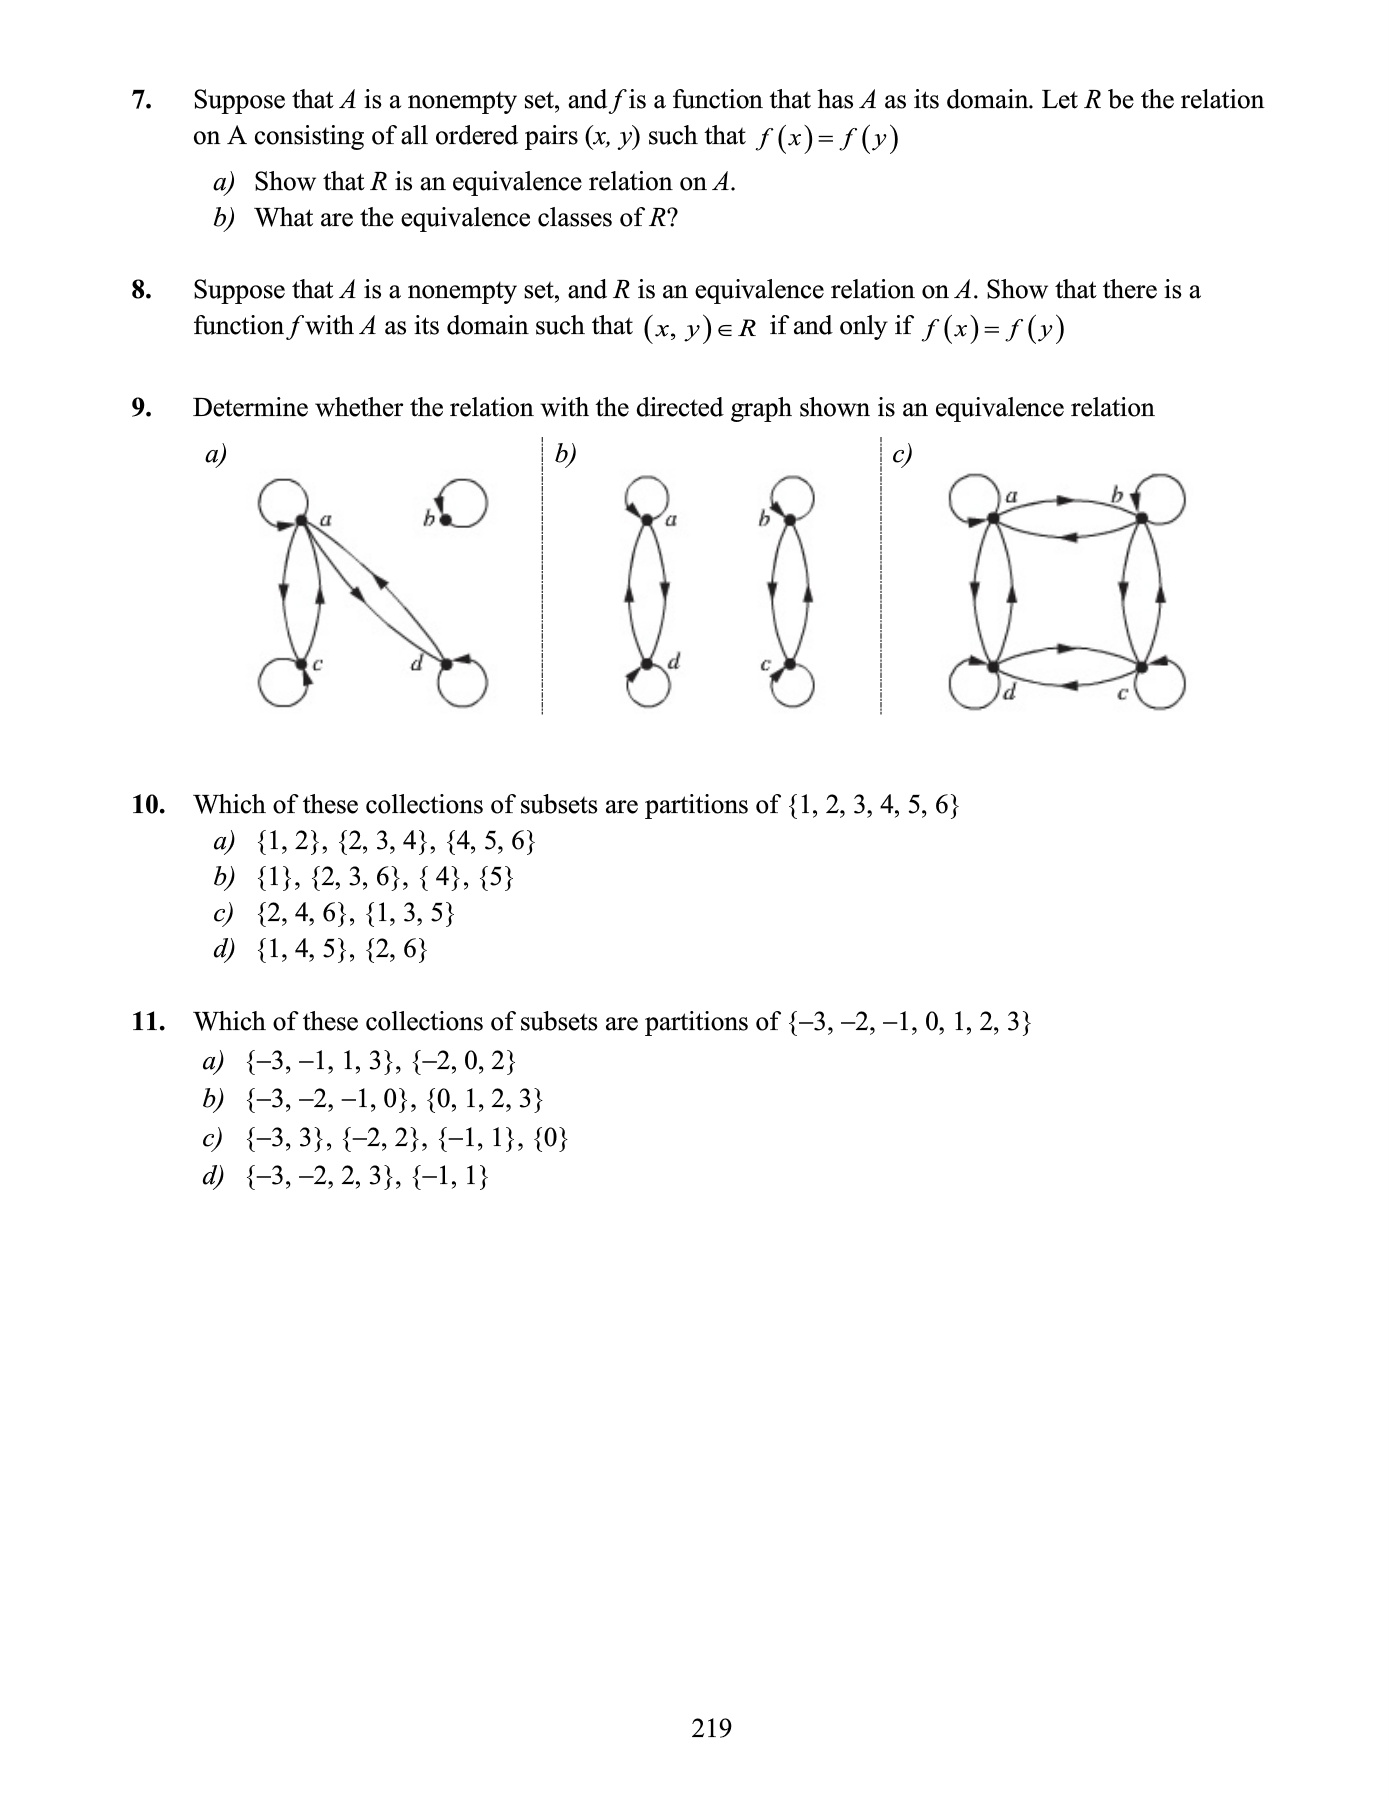 7. Suppose that A is a nonempty set, and f is a function that has A as its domain. Let R be the relation
on A consisting of all ordered pairs (x, y) such that f(x) = f(y)
a) Show that R is an equivalence relation on A.
b) What are the equivalence classes of R?
8. Suppose that A is a nonempty set, and R is an equivalence relation on A. Show that there is a
function f with A as its domain such that (x, y) ∈ R if and only if f(x) = f(y)
9. Determine whether the relation with the directed graph shown is an equivalence relation
a) b) c)
a b a b a b
c d d c d c
10. Which of these collections of subsets are partitions of {1, 2, 3, 4, 5, 6}
a) {1, 2}, {2, 3, 4}, {4, 5, 6}
b) {1}, {2, 3, 6}, { 4}, {5}
c) {2, 4, 6}, {1, 3, 5}
d) {1, 4, 5}, {2, 6}
11. Which of these collections of subsets are partitions of {–3, –2, –1, 0, 1, 2, 3}
a) {–3, –1, 1, 3}, {–2, 0, 2}
b) {–3, –2, –1, 0}, {0, 1, 2, 3}
c) {–3, 3}, {–2, 2}, {–1, 1}, {0}
d) {–3, –2, 2, 3}, {–1, 1}
219